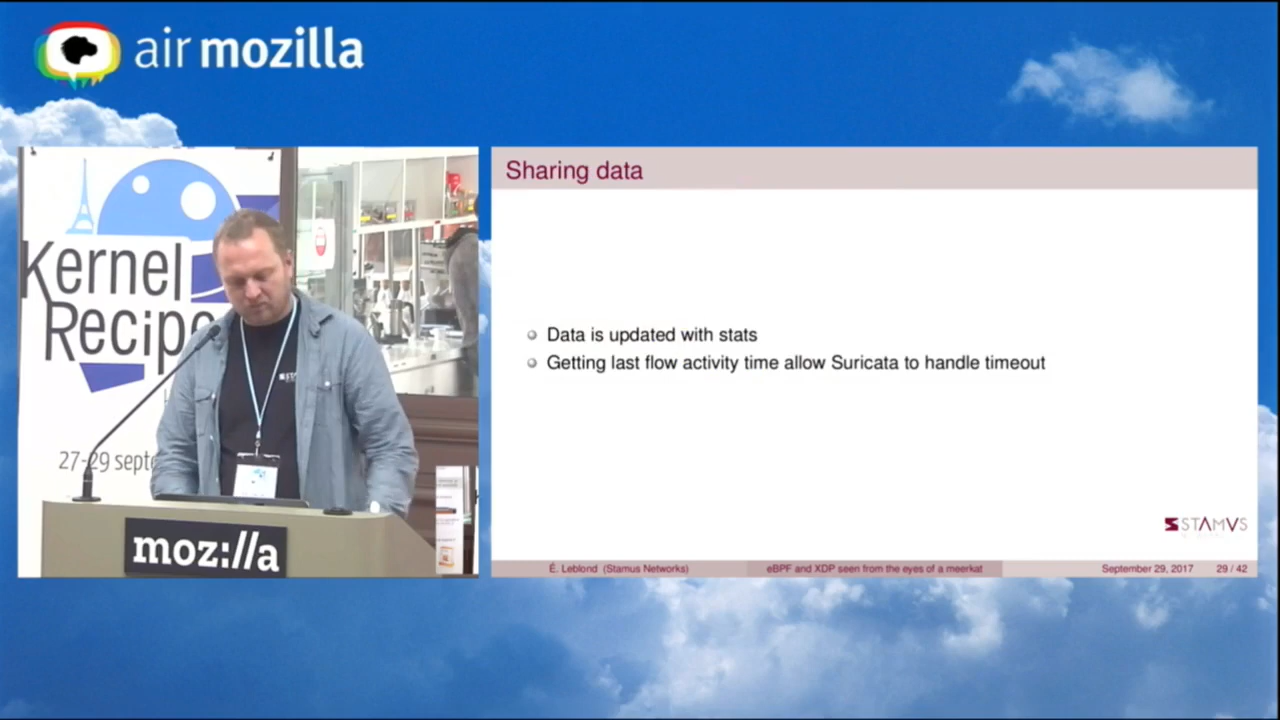 air mozilla
Kernel
Recipe
27-29 septe
moz://a
Sharing data
Data is updated with stats
Getting last flow activity time allow Suricata to handle timeout
STAMVS
É. Leblond (Stamus Networks) eBPF and XDP seen from the eyes of a meerkat September 29, 2017 29 / 42